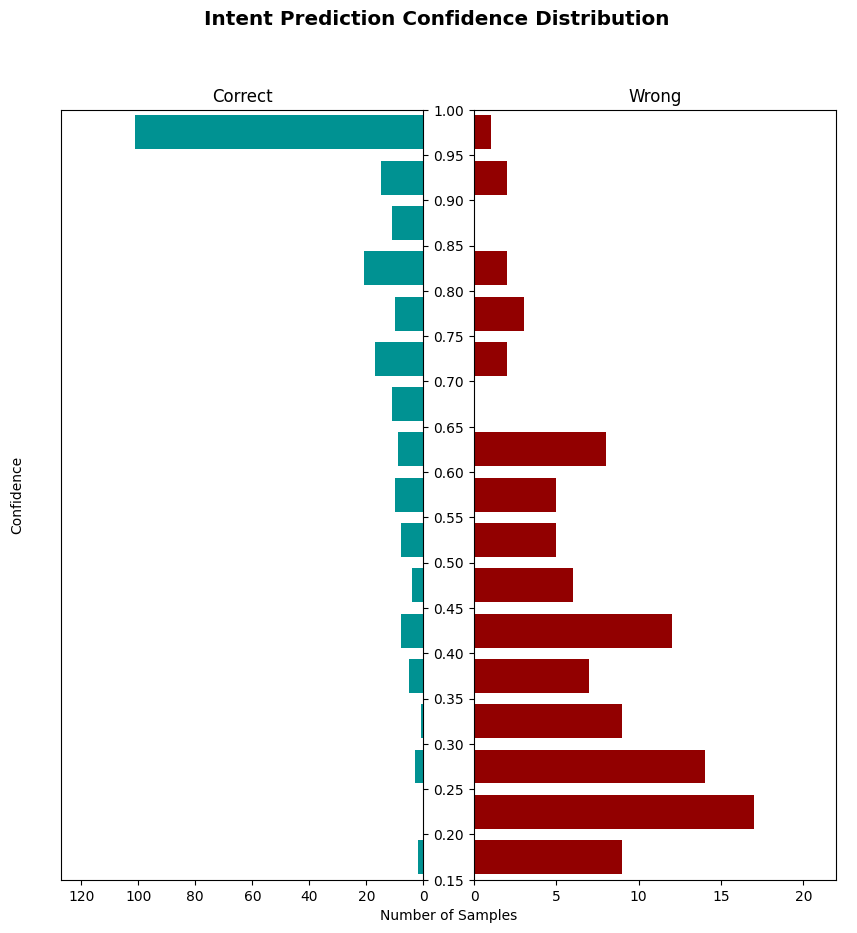 Intent Prediction Confidence Distribution
Correct
Wrong
1.00
0.95
0.90
0.85
0.80
0.75
0.70
0.65
0.60
0.55
0.50
0.45
0.40
0.35
0.30
0.25
0.20
0.15
Confidence
120 100 80 60 40 20 0
0 5 10 15 20
Number of Samples